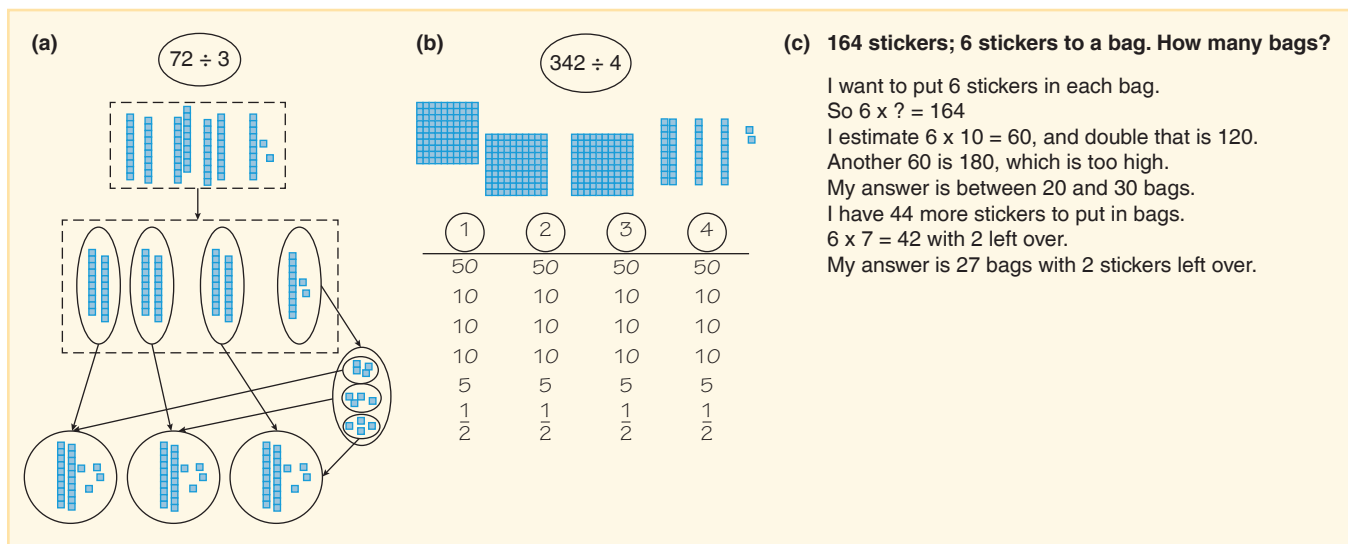 (a)
72 ÷ 3
(b)
342 ÷ 4
1 2 3 4
50 50 50 50
10 10 10 10
10 10 10 10
10 10 10 10
5 5 5 5
1/2 1/2 1/2 1/2
(c) 164 stickers; 6 stickers to a bag. How many bags?
I want to put 6 stickers in each bag.
So 6 x ? = 164
I estimate 6 x 10 = 60, and double that is 120.
Another 60 is 180, which is too high.
My answer is between 20 and 30 bags.
I have 44 more stickers to put in bags.
6 x 7 = 42 with 2 left over.
My answer is 27 bags with 2 stickers left over.